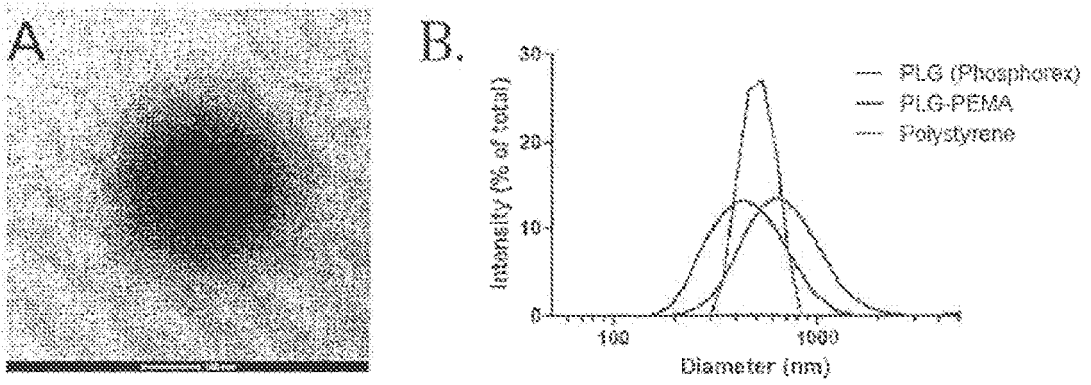 A
B.
Intensity (% of total)
30
20
10
0
100
1000
Diameter (nm)
PLG (Phosphorex)
PLG-PEMA
Polystyrene